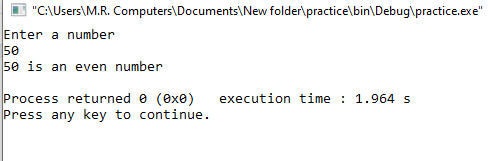 "C:\Users\M.R. Computers\Documents\New folder\practice\bin\Debug\practice.exe"
Enter a number
50
50 is an even number
Process returned 0 (0x0)   execution time : 1.964 s
Press any key to continue.